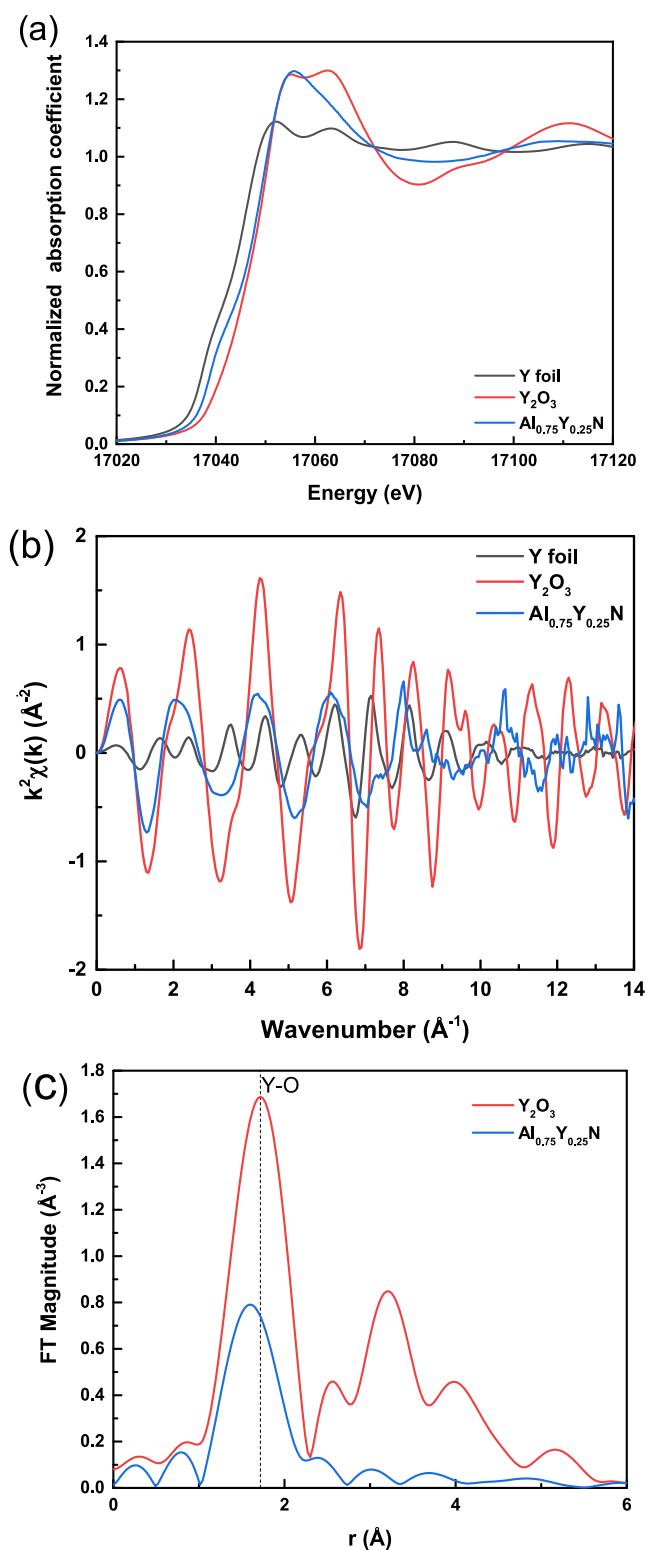 (a)
1.4
1.2
1.0
0.8
0.6
0.4
0.2
0.0
Normalized absorption coefficient
Y foil
Y₂O₃
Al₀.₇₅Y₀.₂₅N
17020 17040 17060 17080 17100 17120
Energy (eV)
(b)
2
1
0
-1
-2
k²χ(k) (Å⁻²)
Y foil
Y₂O₃
Al₀.₇₅Y₀.₂₅N
0 2 4 6 8 10 12 14
Wavenumber (Å⁻¹)
(c)
1.8
1.6
1.4
1.2
1.0
0.8
0.6
0.4
0.2
0.0
FT Magnitude (Å⁻³)
Y-O
Y₂O₃
Al₀.₇₅Y₀.₂₅N
0 2 4 6
r (Å)